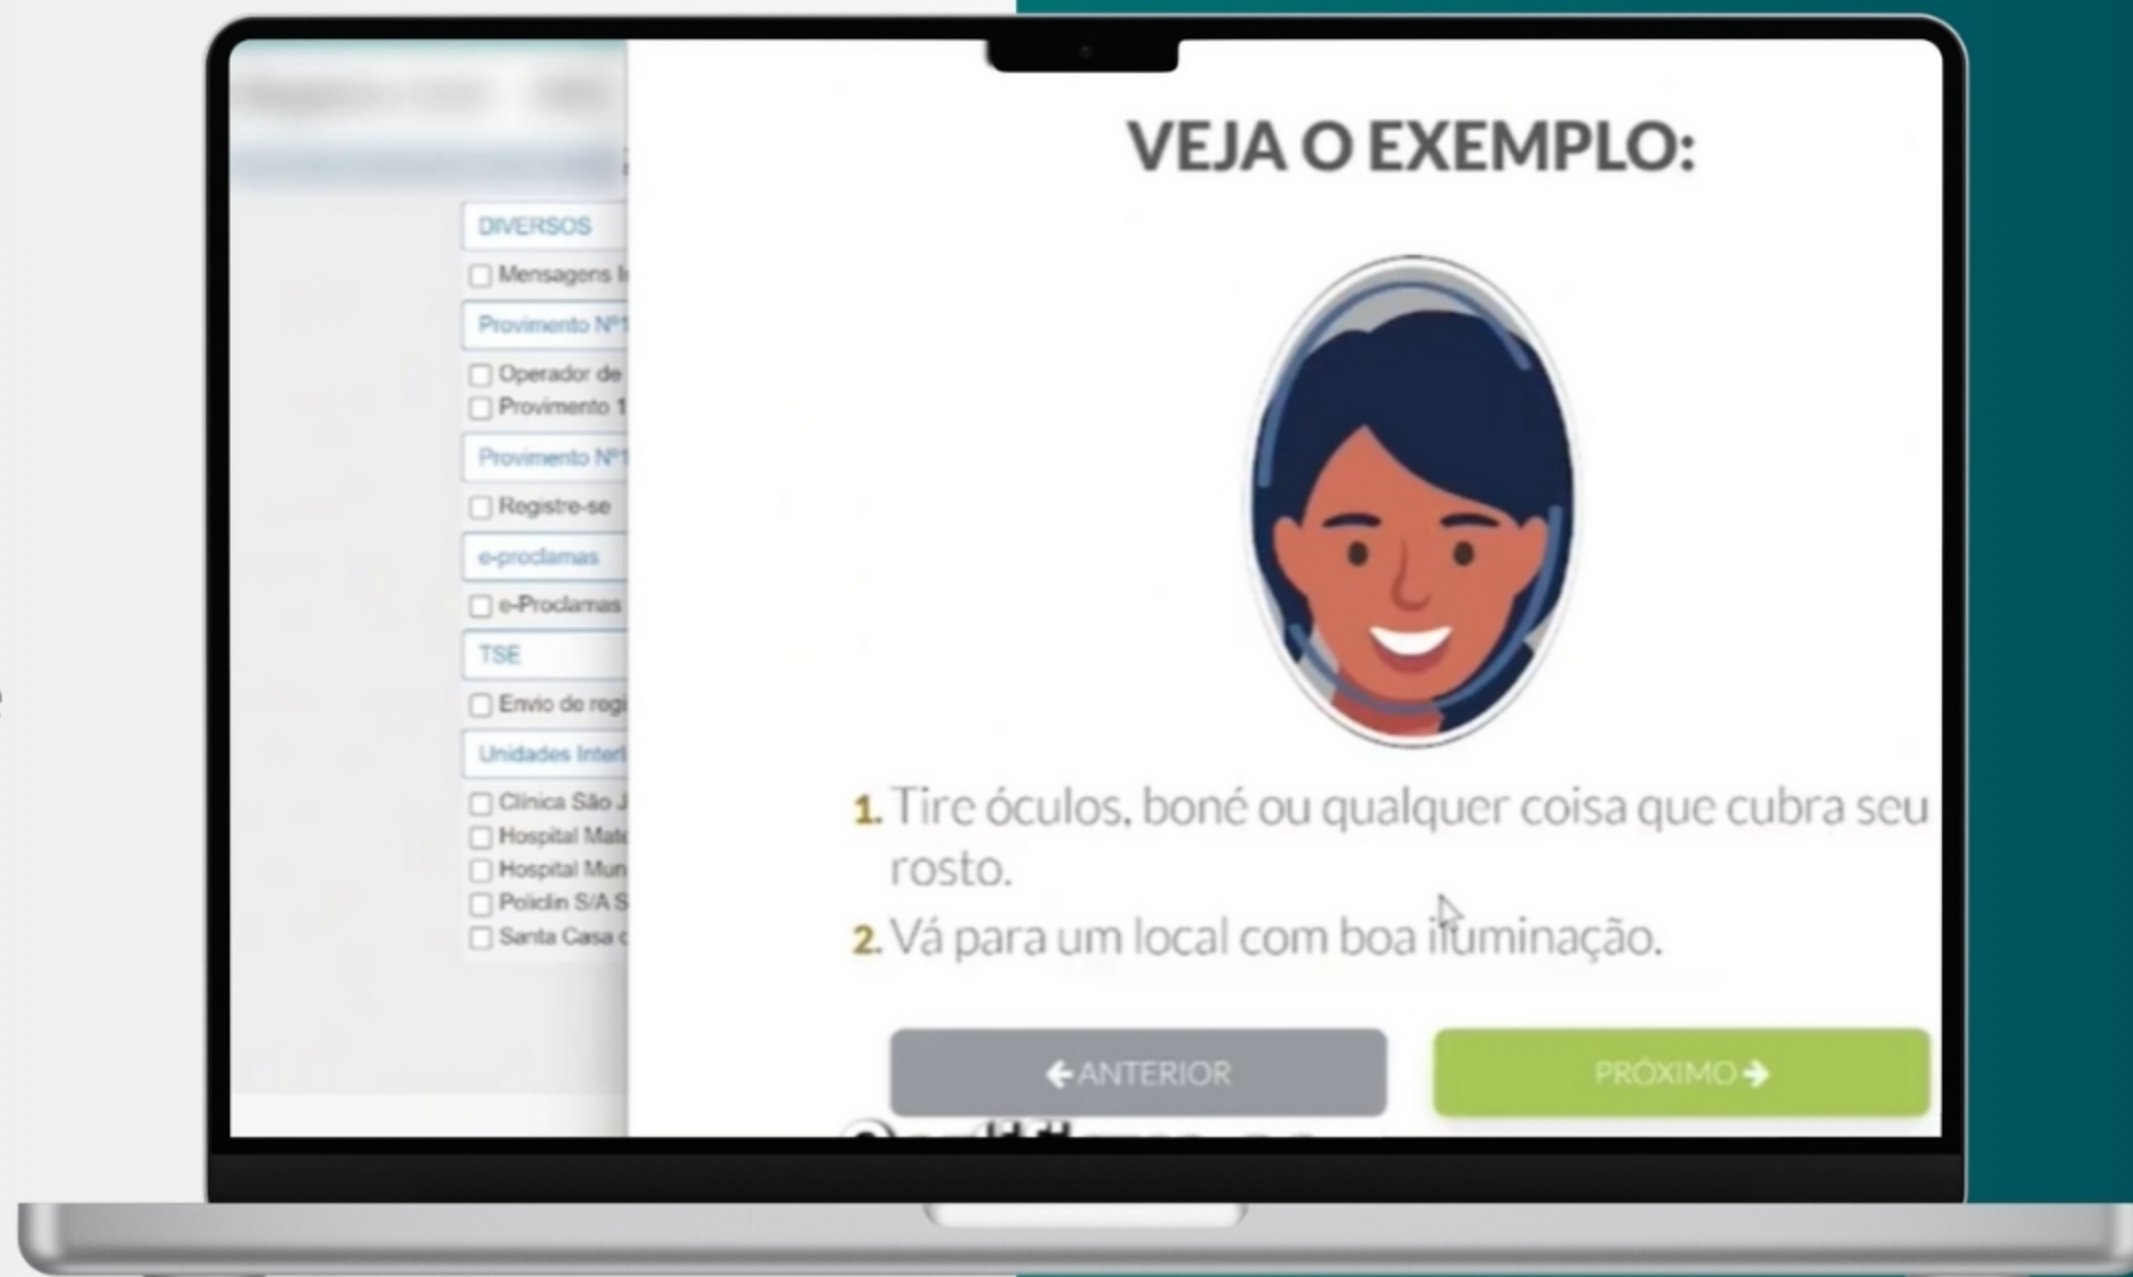 DIVERSOS
Mensagens
Provimento Nº1
Operador de
Provimento 1
Provimento Nº1
Registre-se
e-proclamas
e-Proclamas
TSE
Envio de regi
Unidades Interl
Clínica São J
Hospital Mate
Hospital Mun
Policlin S/A S
Santa Casa
VEJA O EXEMPLO:
1. Tire óculos, boné ou qualquer coisa que cubra seu
rosto.
2. Vá para um local com boa iluminação.
ANTERIOR
PRÓXIMO